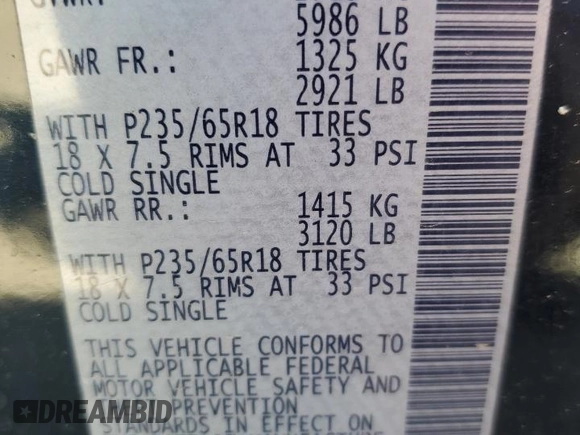 GVWR:
5986 LB
GAWR FR.: 1325 KG
2921 LB
WITH P235/65R18 TIRES
18 X 7.5 RIMS AT 33 PSI
COLD SINGLE
GAWR RR.: 1415 KG
3120 LB
WITH P235/65R18 TIRES
18 X 7.5 RIMS AT 33 PSI
COLD SINGLE
THIS VEHICLE CONFORMS TO
ALL APPLICABLE FEDERAL
MOTOR VEHICLE SAFETY AND
PREVENTION
STANDARDS IN EFFECT ON
DREAMBID